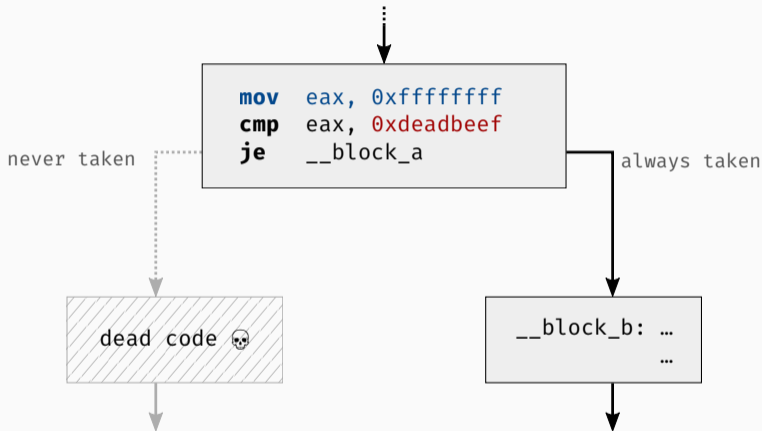 mov eax, 0xffffffff
cmp eax, 0xdeadbeef
je __block_a
never taken
always taken
dead code 💀
__block_b: …
…